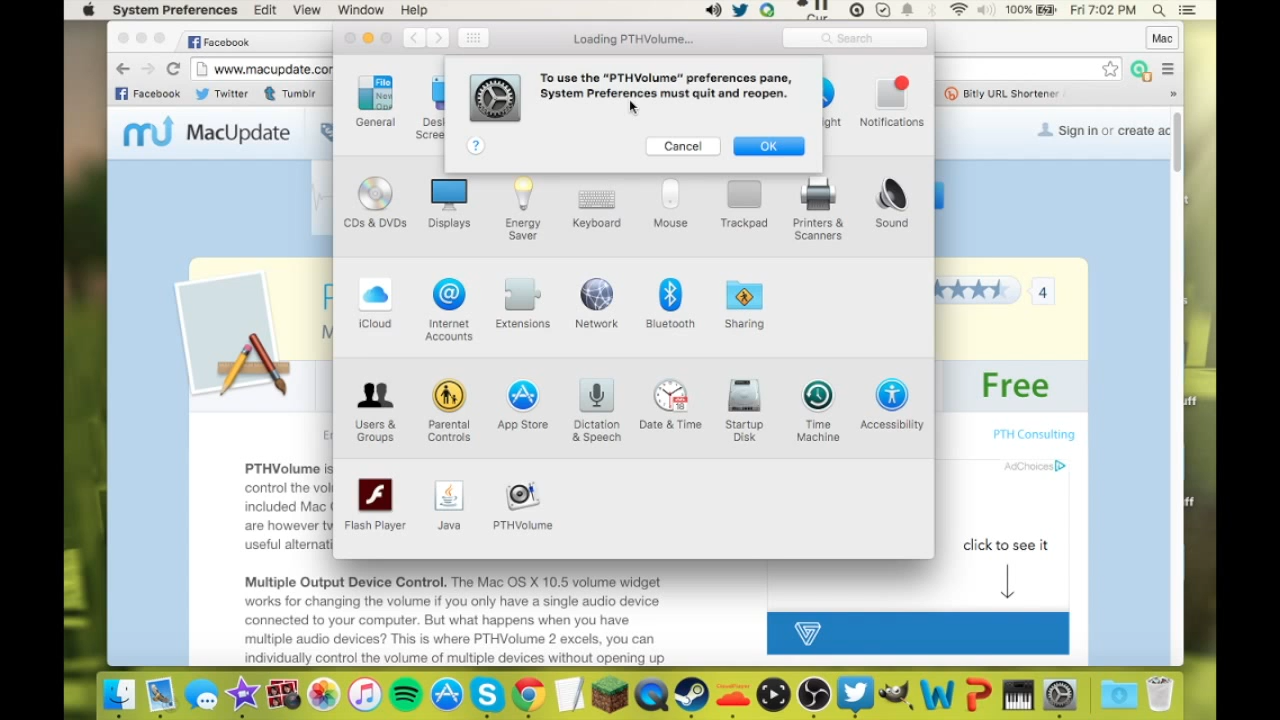 System Preferences Edit View Window Help
100%
Fri 7:02 PM
Facebook
Loading PTHVolume...
Search
Mac
www.macupdate.com
Facebook
Twitter
Tumblr
Bitly URL Shortener
To use the “PTHVolume” preferences pane,
System Preferences must quit and reopen.
?
Cancel
OK
MacUpdate
Sign in or create ac
General
Notifications
CDs & DVDs
Displays
Energy
Saver
Keyboard
Mouse
Trackpad
Printers &
Scanners
Sound
iCloud
Internet
Accounts
Extensions
Network
Bluetooth
Sharing
4
Users &
Groups
Parental
Controls
App Store
Dictation
& Speech
Date & Time
Startup
Disk
Time
Machine
Accessibility
Free
PTH Consulting
AdChoices
Flash Player
Java
PTHVolume
PTHVolume is
control the
included Mac
are however
useful
click to see it
Multiple Output Device Control. The Mac OS X 10.5 volume widget
works for changing the volume if you only have a single audio device
connected to your computer. But what happens when you have
multiple audio devices? This is where PTHVolume 2 excels, you can
individually control the volume of multiple devices without opening up